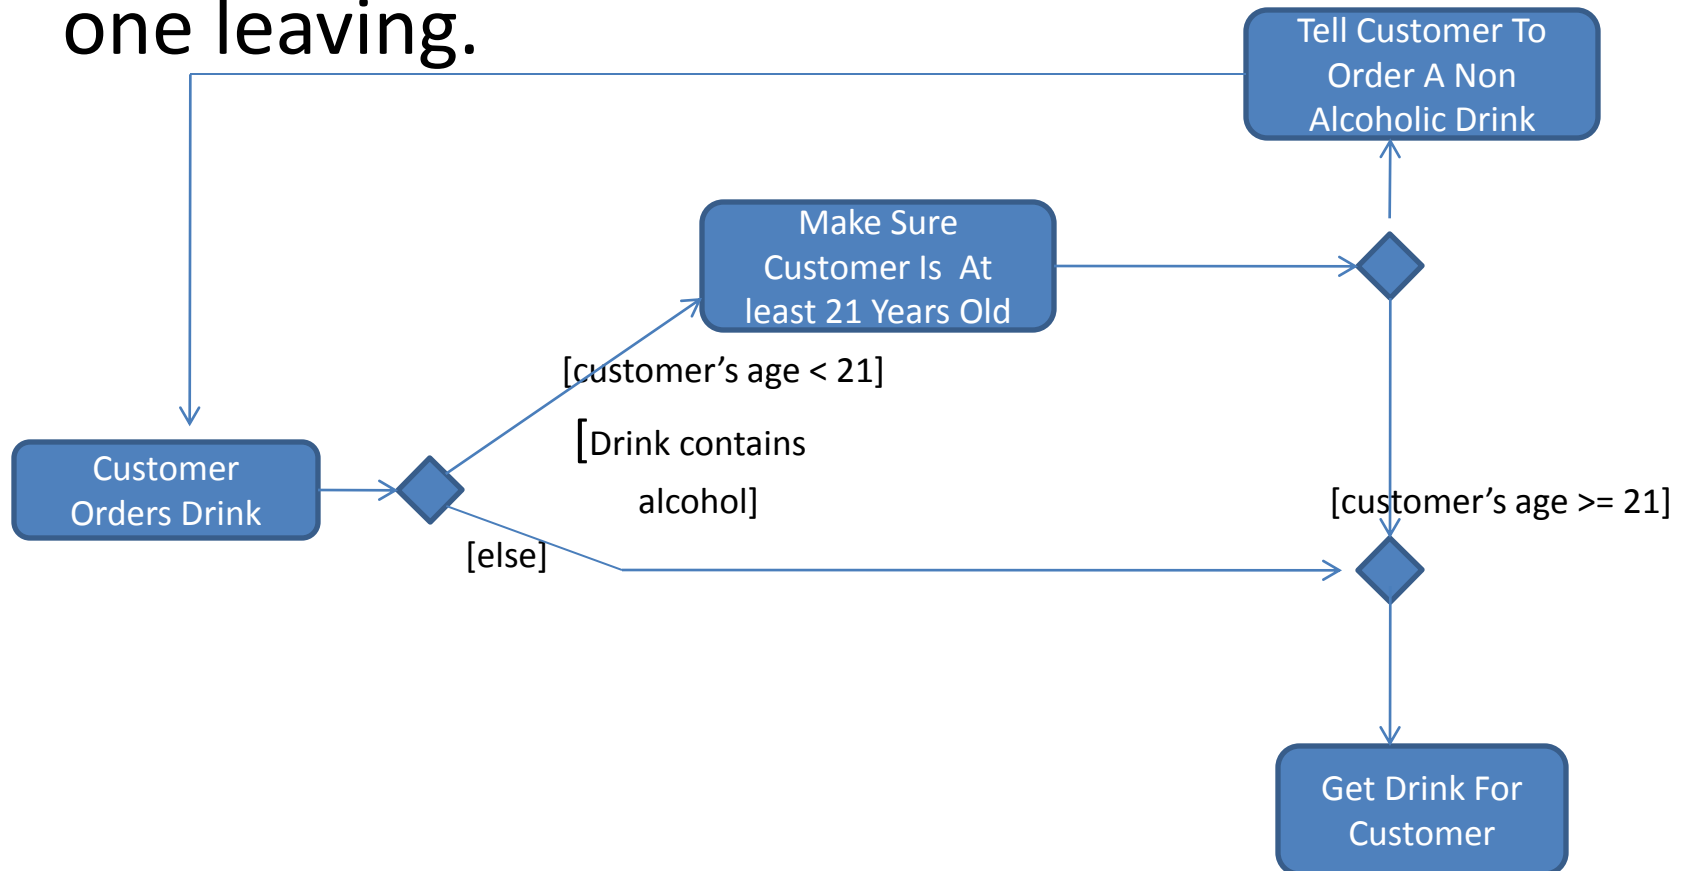 one leaving.
Tell Customer To
Order A Non
Alcoholic Drink
Make Sure
Customer Is At
least 21 Years Old
[customer’s age < 21]
[Drink contains
alcohol]
Customer
Orders Drink
[customer’s age >= 21]
[else]
Get Drink For
Customer